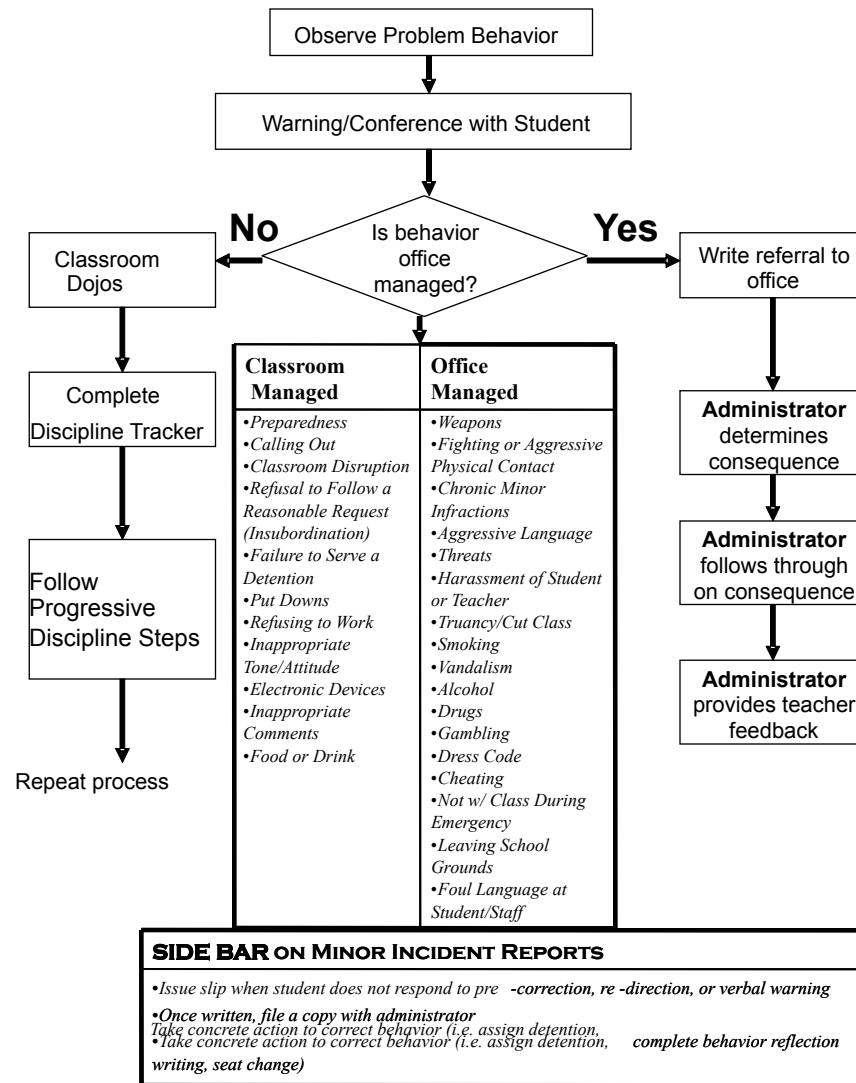 Observe Problem Behavior
Warning/Conference with Student
No
Is behavior
office
managed?
Yes
Classroom
Dojos
Write referral to
office
Complete
Discipline Tracker
Follow
Progressive
Discipline Steps
Repeat process
Classroom
Managed
•Preparedness
•Calling Out
•Classroom Disruption
•Refusal to Follow a
Reasonable Request
(Insubordination)
•Failure to Serve a
Detention
•Put Downs
•Refusing to Work
•Inappropriate
Tone/Attitude
•Electronic Devices
•Inappropriate
Comments
•Food or Drink
Office
Managed
•Weapons
•Fighting or Aggressive
Physical Contact
•Chronic Minor
Infractions
•Aggressive Language
•Threats
•Harassment of Student
or Teacher
•Truancy/Cut Class
•Smoking
•Vandalism
•Alcohol
•Drugs
•Gambling
•Dress Code
•Cheating
•Not w/ Class During
Emergency
•Leaving School
Grounds
•Foul Language at
Student/Staff
Administrator
determines
consequence
Administrator
follows through
on consequence
Administrator
provides teacher
feedback
SIDE BAR ON MINOR INCIDENT REPORTS
•Issue slip when student does not respond to pre -correction, re -direction, or verbal warning
•Once written, file a copy with administrator
Take concrete action to correct behavior (i.e. assign detention,
•Take concrete action to correct behavior (i.e. assign detention, complete behavior reflection
writing, seat change)